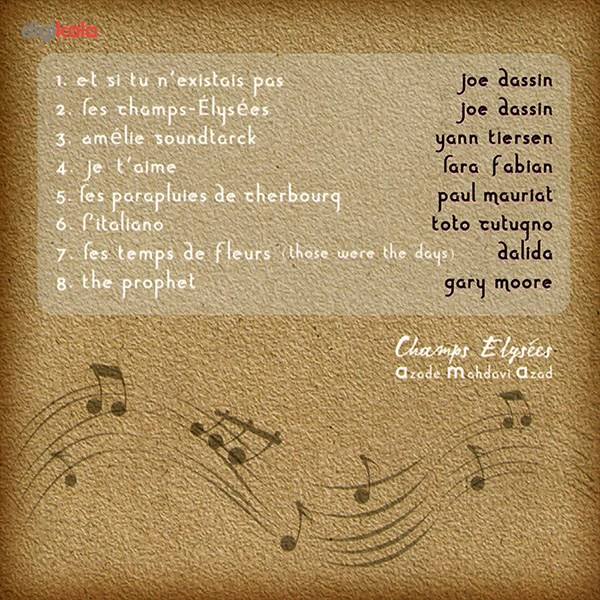 digikala
1. et si tu n'existais pas joe dassin
2. les champs-Élysées joe dassin
3. amélie soundtarck yann tiersen
4. je t'aime lara fabian
5. les parapluies de cherbourg paul mauriat
6. l'italiano toto cutugno
7. les temps de fleurs (those were the days) dalida
8. the prophet gary moore
Champs Elysées
azade mahdavi azad